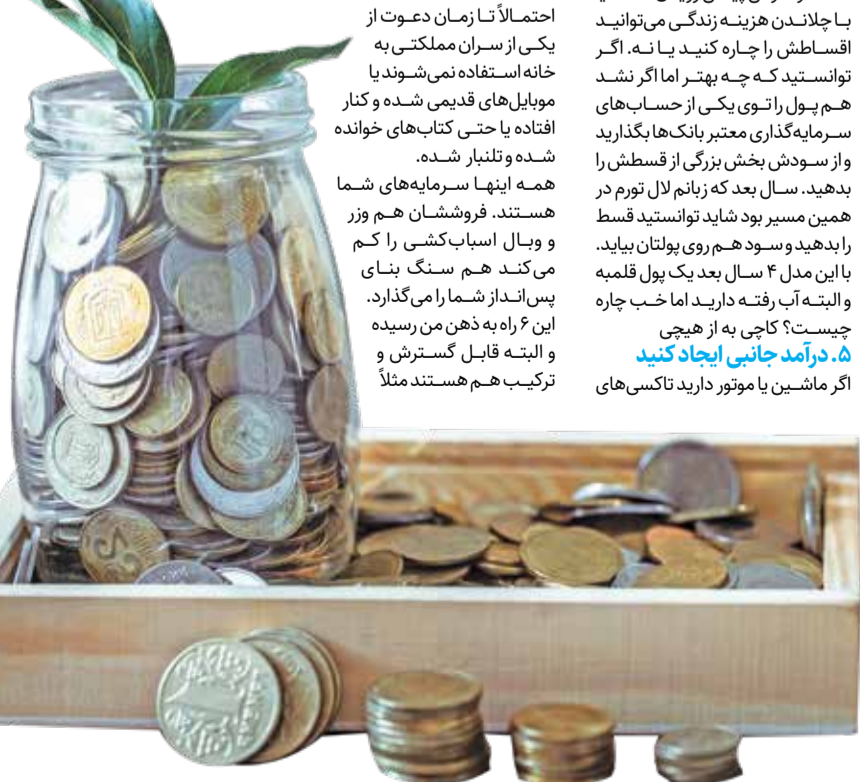 با چلاندن هزینه زندگی می‌توانید
اقساطش را چاره کنید یا نه. اگر
توانستید که چه بهتر اما اگر نشد
هم پول را توی یکی از حساب‌های
سرمایه‌گذاری معتبر بانک‌ها بگذارید
و از سودش بخش بزرگی از قسطش را
بدهید. سال بعد که زبانم لال تورم در
همین مسیر بود شاید توانستید قسط
را بدهید و سود هم روی پولتان بیاید.
با این مدل ۴ سال بعد یک پول قلمبه
و البته آب رفته دارید اما خب چاره
چیست؟ کاچی به از هیچی
۵. درآمد جانبی ایجاد کنید
اگر ماشین یا موتور دارید تاکسی‌های
احتمالاً تا زمان دعوت از
یکی از سران مملکتی به
خانه استفاده نمی‌شوند یا
موبایل‌های قدیمی شده و کنار
افتاده یا حتی کتاب‌های خوانده
شده و تلنبار شده.
همه اینها سرمایه‌های شما
هستند. فروششان هم وزر
و وبال اسباب‌کشی را کم
می‌کند هم سنگ بنای
پس‌انداز شما را می‌گذارد.
این ۶ راه به ذهن من رسیده
و البته قابل گسترش و
ترکیب هم هستند مثلاً